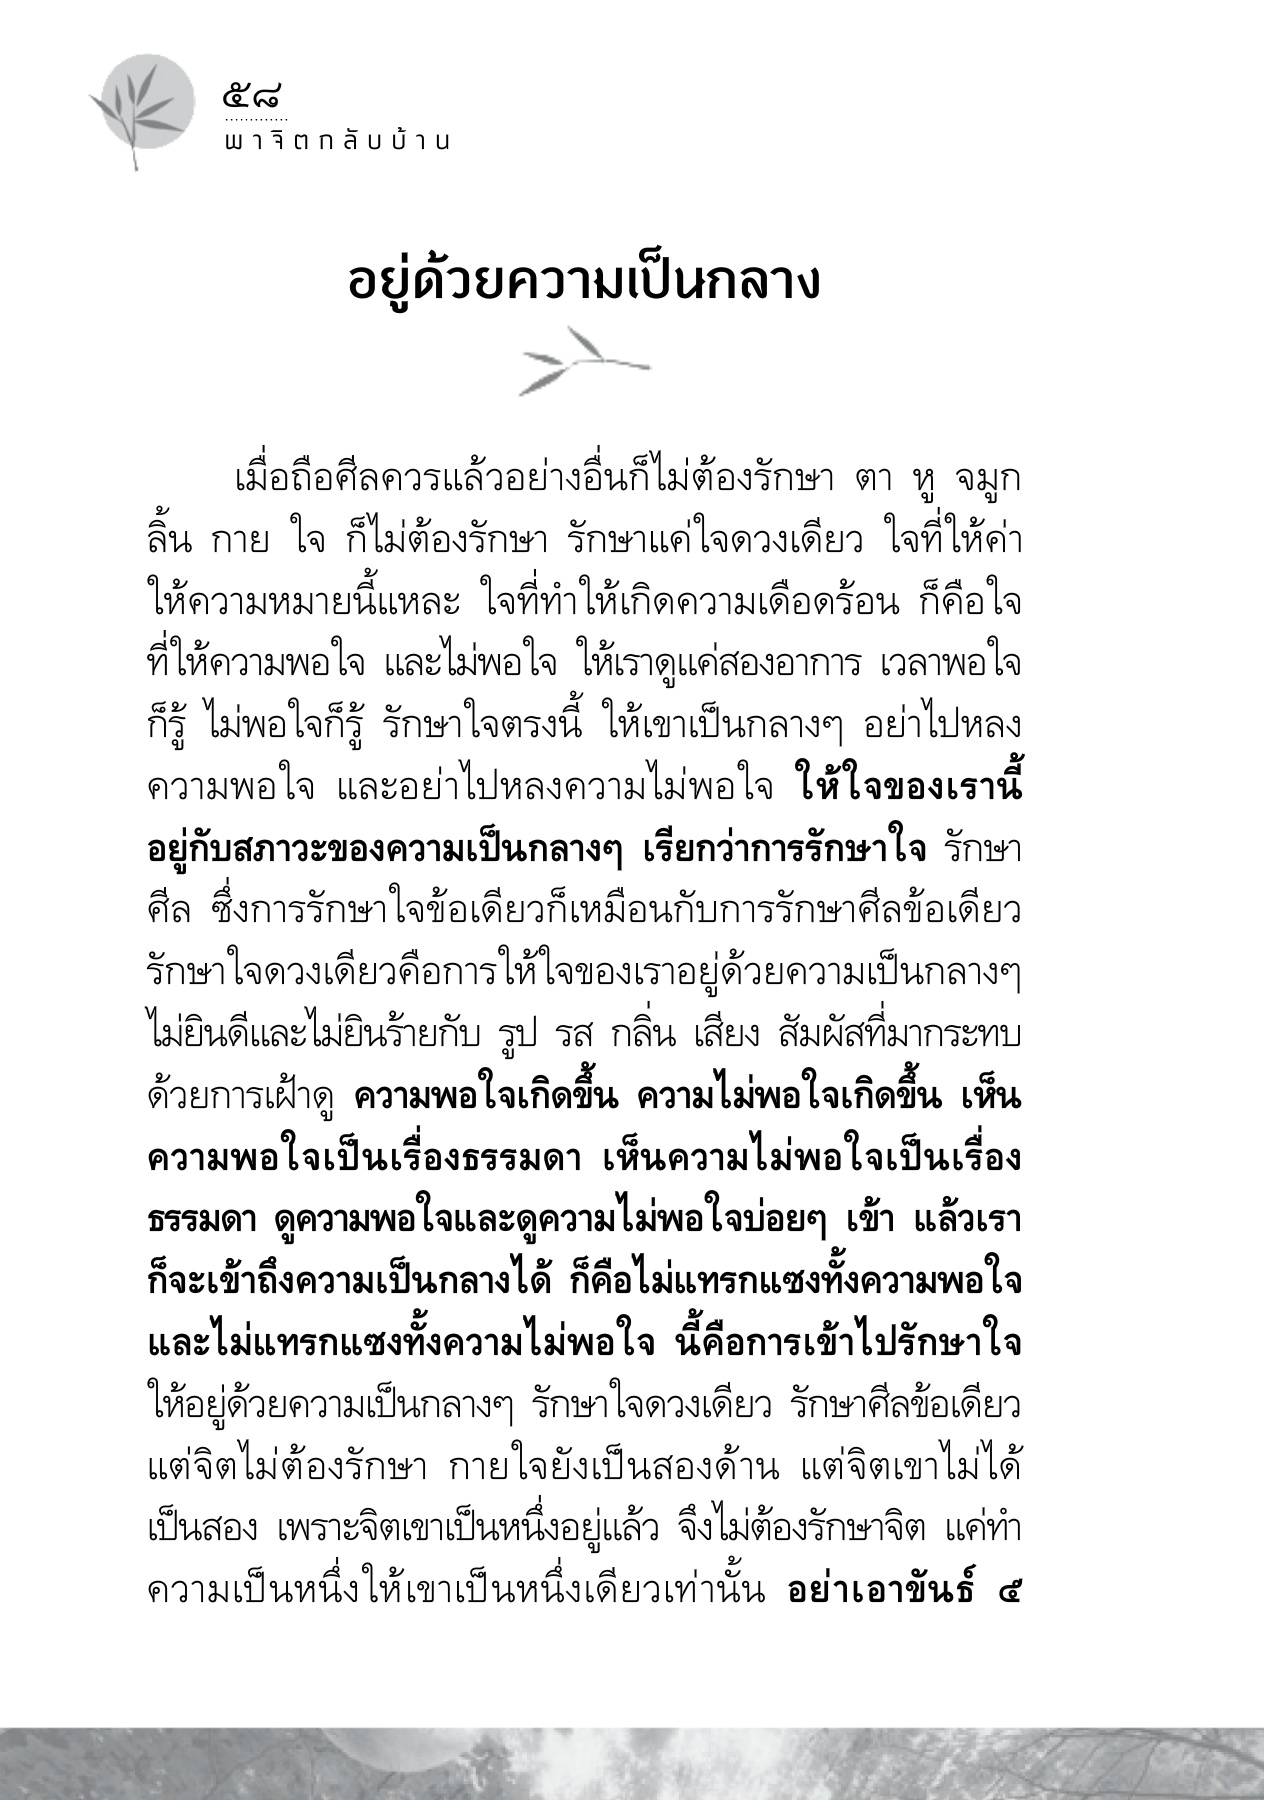 ๕๘
พาจิตกลับบ้าน
อยู่ด้วยความเป็นกลาง
เมื่อถือศีลควรแล้วอย่างอื่นก็ไม่ต้องรักษา ตา หู จมูก
ลิ้น กาย ใจ ก็ไม่ต้องรักษา รักษาแค่ใจดวงเดียว ใจที่ให้ค่า
ให้ความหมายนี้แหละ ใจที่ทำให้เกิดความเดือดร้อน ก็คือใจ
ที่ให้ความพอใจ และไม่พอใจ ให้เราดูแค่สองอาการ เวลาพอใจ
ก็รู้ ไม่พอใจก็รู้ รักษาใจตรงนี้ ให้เขาเป็นกลางๆ อย่าไปหลง
ความพอใจ และอย่าไปหลงความไม่พอใจ ให้ใจของเรานี้
อยู่กับสภาวะของความเป็นกลางๆ เรียกว่าการรักษาใจ รักษา
ศีล ซึ่งการรักษาใจข้อเดียวก็เหมือนกับการรักษาศีลข้อเดียว
รักษาใจดวงเดียวคือการให้ใจของเราอยู่ด้วยความเป็นกลางๆ
ไม่ยินดีและไม่ยินร้ายกับ รูป รส กลิ่น เสียง สัมผัสที่มากระทบ
ด้วยการเฝ้าดู ความพอใจเกิดขึ้น ความไม่พอใจเกิดขึ้น เห็น
ความพอใจเป็นเรื่องธรรมดา เห็นความไม่พอใจเป็นเรื่อง
ธรรมดา ดูความพอใจและดูความไม่พอใจบ่อยๆ เข้า แล้วเรา
ก็จะเข้าถึงความเป็นกลางได้ ก็คือไม่แทรกแซงทั้งความพอใจ
และไม่แทรกแซงทั้งความไม่พอใจ นี้คือการเข้าไปรักษาใจ
ให้อยู่ด้วยความเป็นกลางๆ รักษาใจดวงเดียว รักษาศีลข้อเดียว
แต่จิตไม่ต้องรักษา กายใจยังเป็นสองด้าน แต่จิตเขาไม่ได้
เป็นสอง เพราะจิตเขาเป็นหนึ่งอยู่แล้ว จึงไม่ต้องรักษาจิต แค่ทำ
ความเป็นหนึ่งให้เขาเป็นหนึ่งเดียวเท่านั้น อย่าเอาขันธ์ ๕